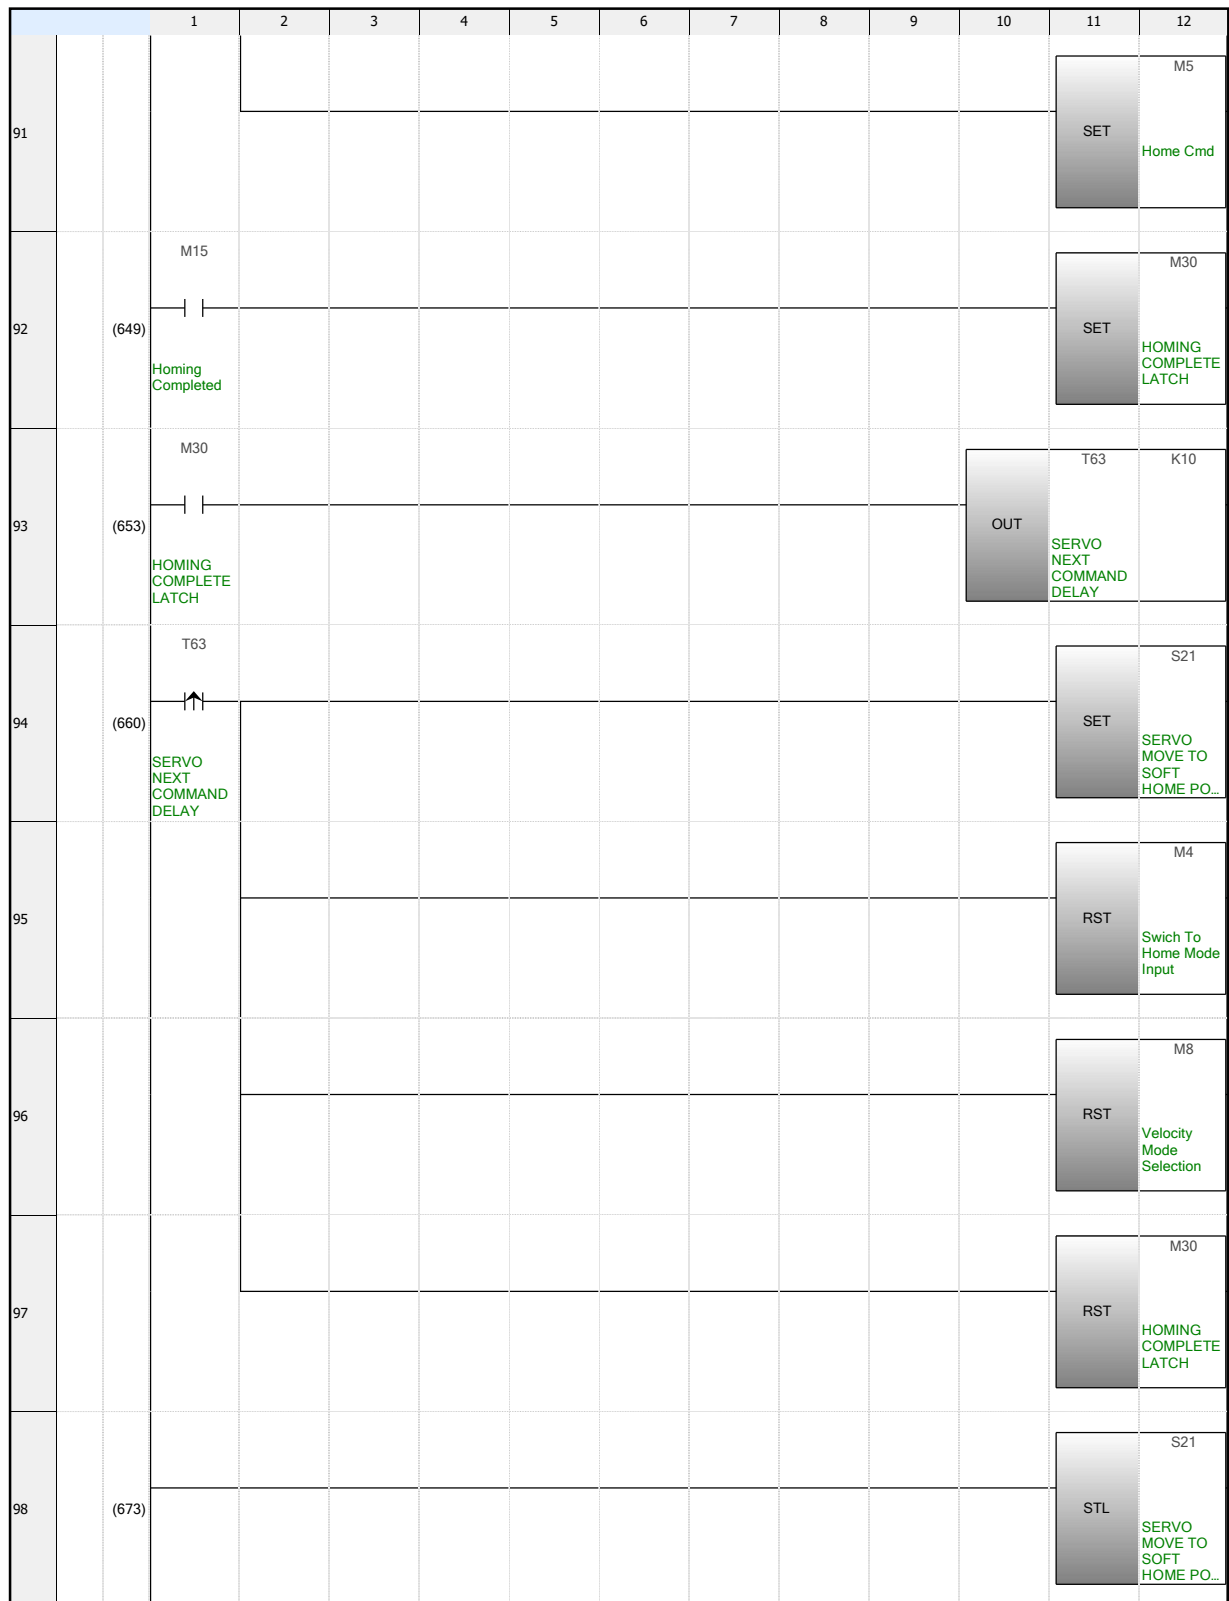 1 2 3 4 5 6 7 8 9 10 11 12
91
SET
M5
Home Cmd
92
(649)
M15
Homing
Completed
SET
M30
HOMING
COMPLETE
LATCH
93
(653)
M30
HOMING
COMPLETE
LATCH
OUT
T63
SERVO
NEXT
COMMAND
DELAY
K10
94
(660)
T63
SERVO
NEXT
COMMAND
DELAY
SET
S21
SERVO
MOVE TO
SOFT
HOME PO...
95
RST
M4
Swich To
Home Mode
Input
96
RST
M8
Velocity
Mode
Selection
97
RST
M30
HOMING
COMPLETE
LATCH
98
(673)
STL
S21
SERVO
MOVE TO
SOFT
HOME PO...